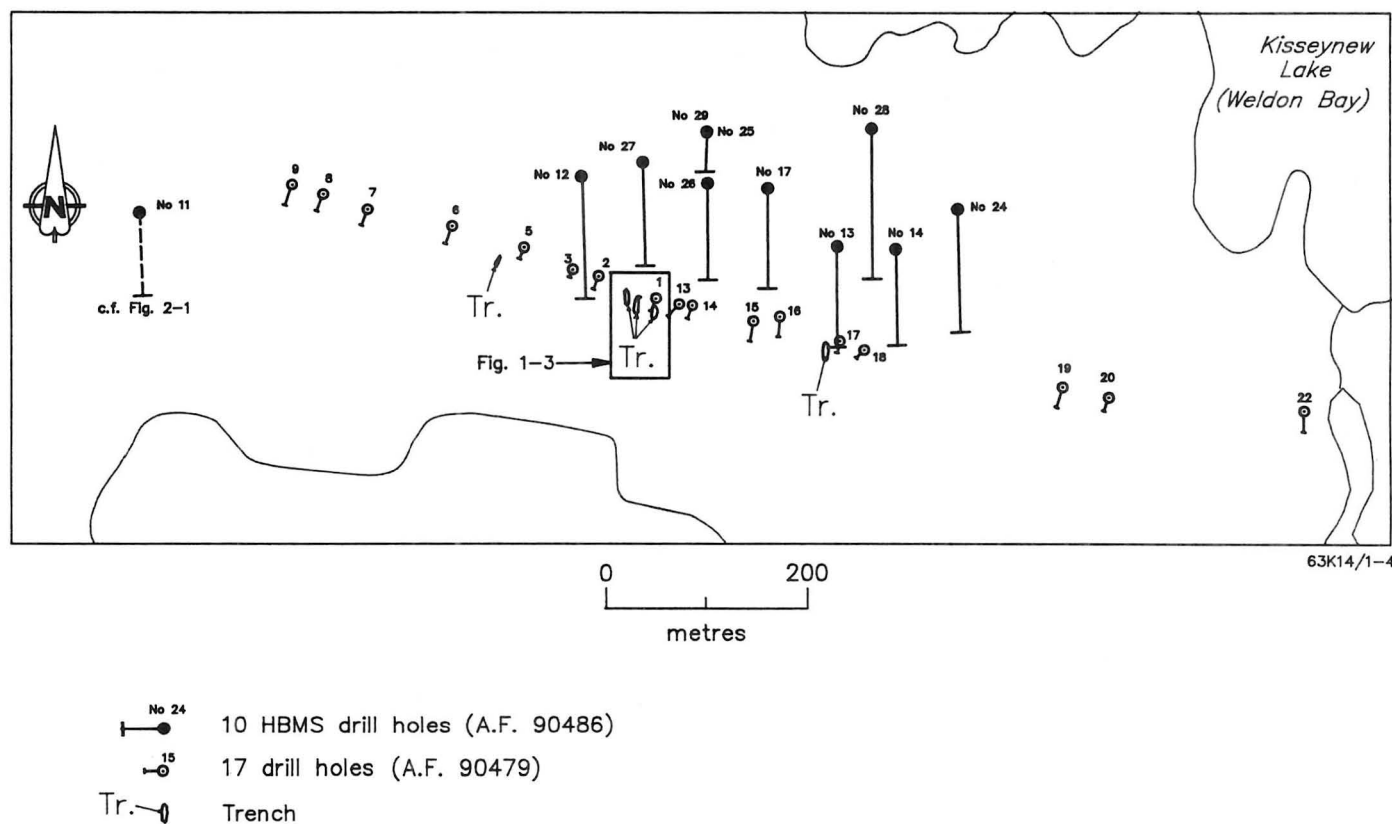 Kisseynew
Lake
(Weldon Bay)
No 28
No 29
No 25
No 27
No 12
No 26
No 17
No 24
No 11
9
8
7
6
5
3
2
No 13
No 14
N
c.f. Fig. 2-1
Tr.
1
13
14
15
16
17
18
Fig. 1-3
Tr.
Tr.
19
20
22
63K14/1-4
0 200
metres
No 24
10 HBMS drill holes (A.F. 90486)
15
17 drill holes (A.F. 90479)
Tr. Trench